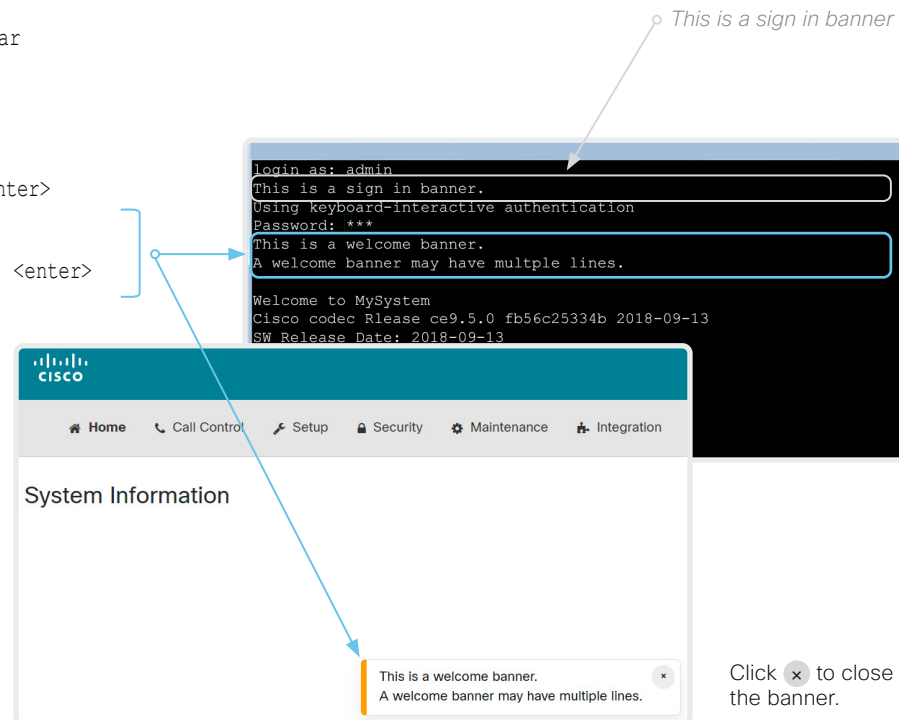 This is a sign in banner
ar
nter>
<enter>
login as: admin
This is a sign in banner.
Using keyboard-interactive authentication
Password: ***
This is a welcome banner.
A welcome banner may have multple lines.
Welcome to MySystem
Cisco codec Rlease ce9.5.0 fb56c25334b 2018-09-13
SW Release Date: 2018-09-13
CISCO
Home Call Control Setup Security Maintenance Integration
System Information
This is a welcome banner. ×
A welcome banner may have multiple lines.
Click × to close
the banner.